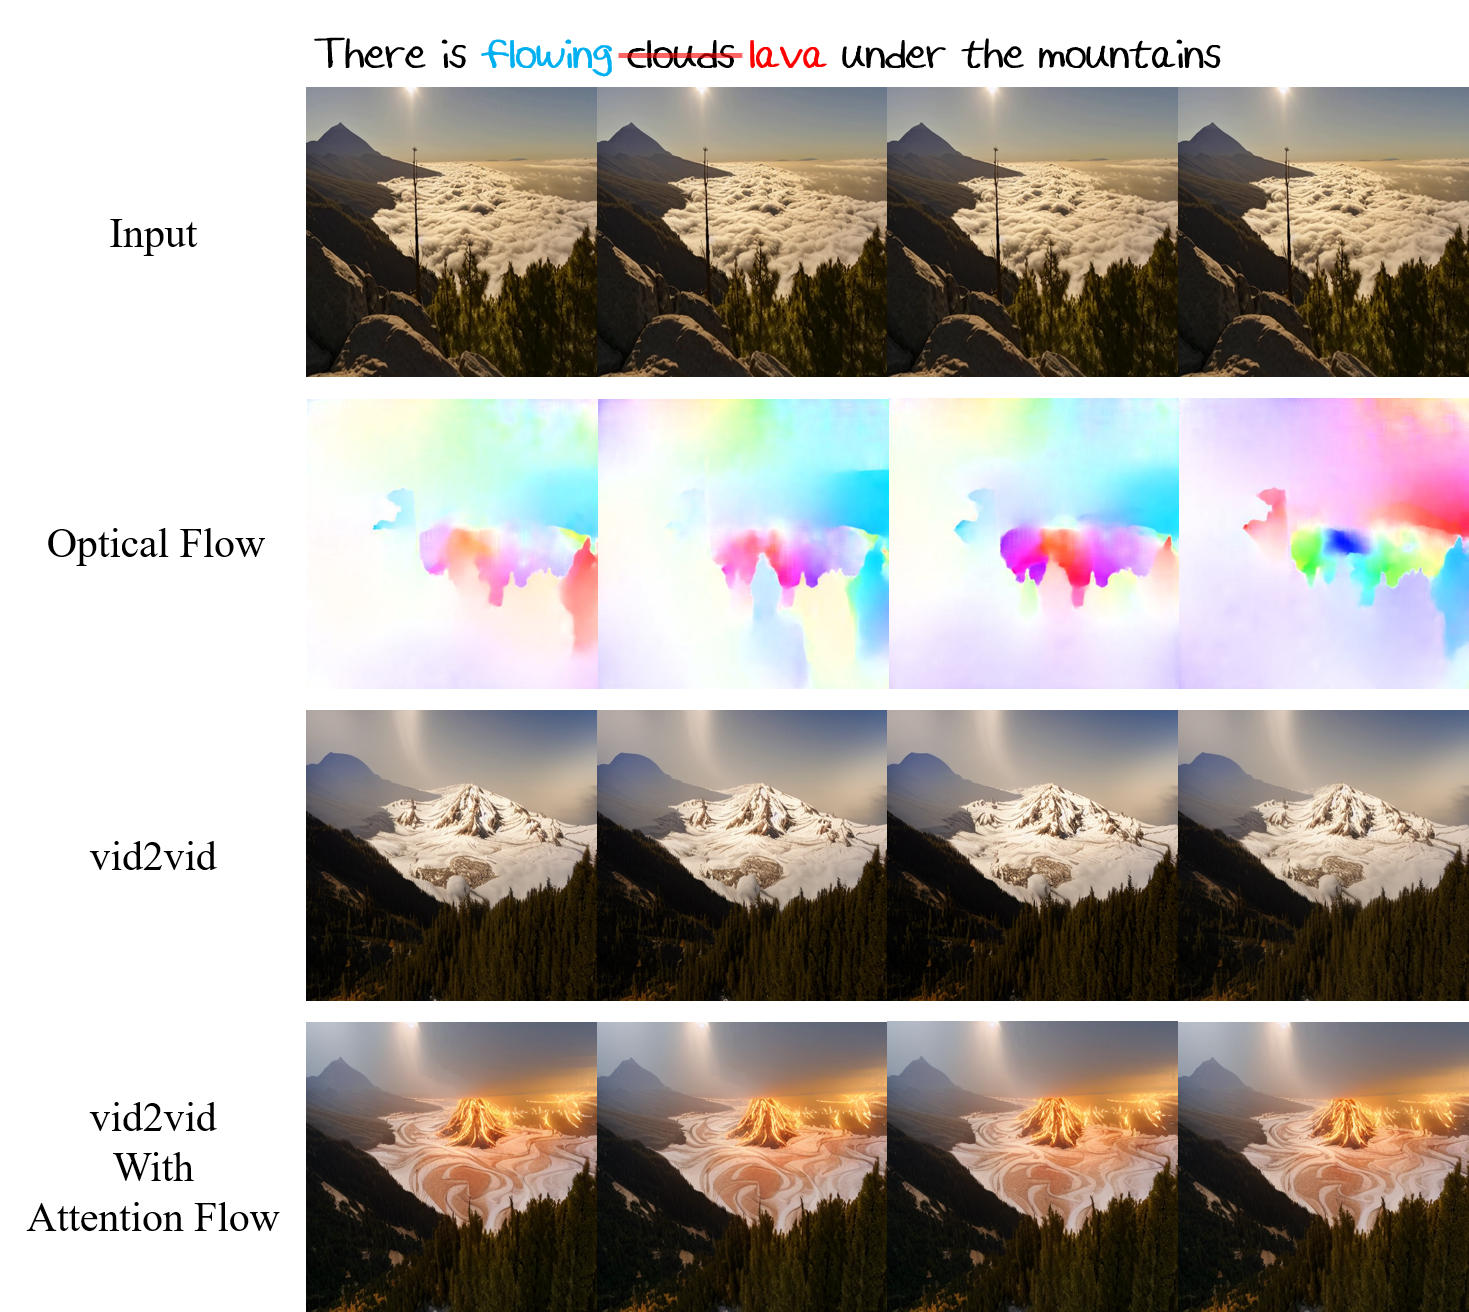 There is flowing clouds lava under the mountains
Input
Optical Flow
vid2vid
vid2vid
With
Attention Flow